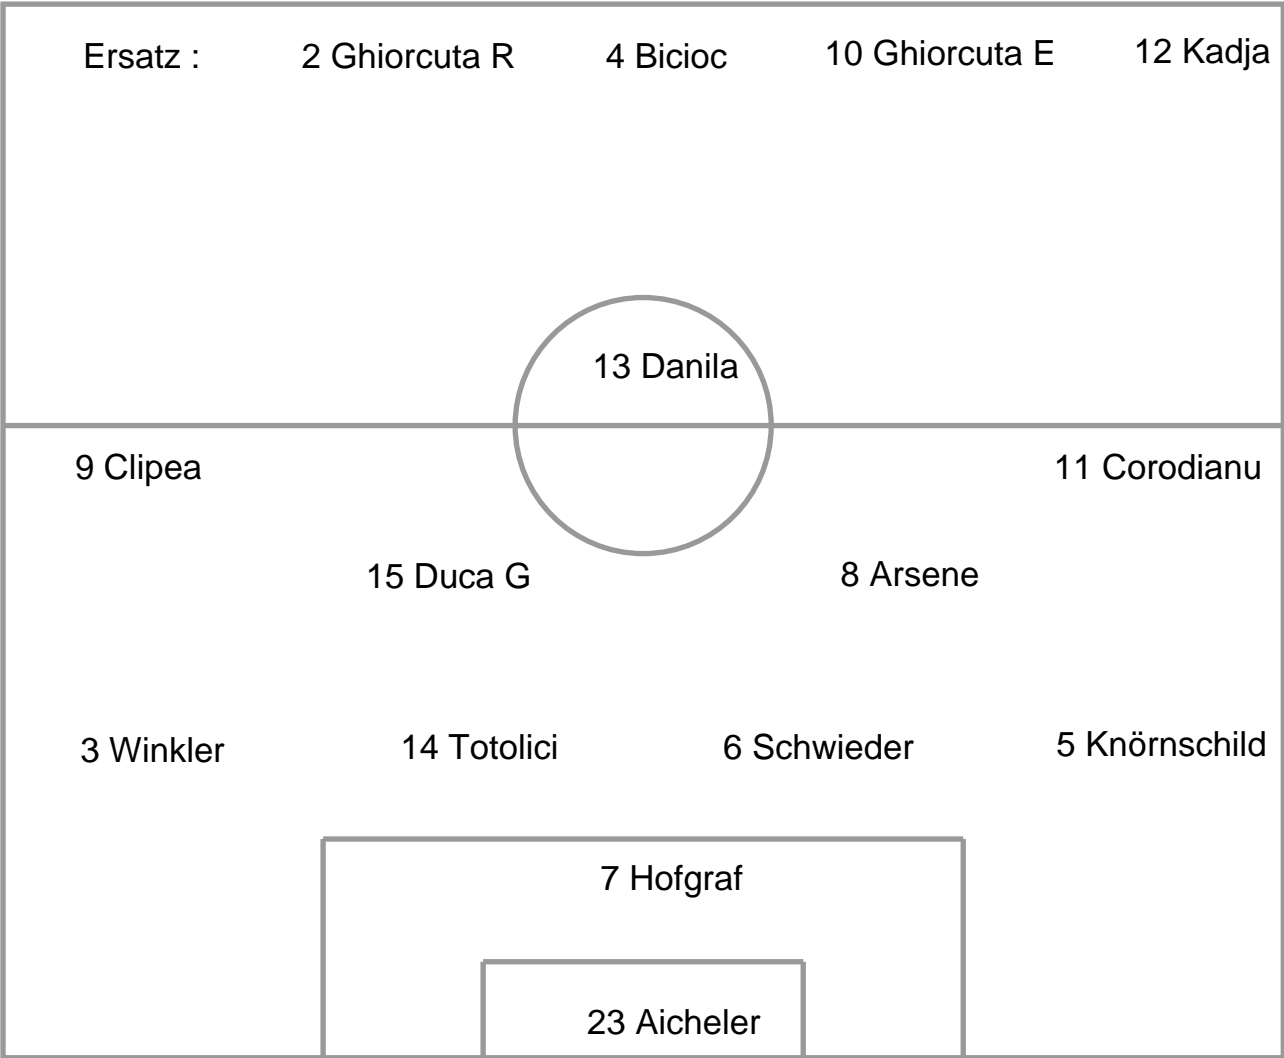 Ersatz : 2 Ghiorcuta R 4 Bicioc 10 Ghiorcuta E 12 Kadja
13 Danila
9 Clipea 11 Corodianu
15 Duca G 8 Arsene
3 Winkler 14 Totolici 6 Schwieder 5 Knörnschild
7 Hofgraf
23 Aicheler